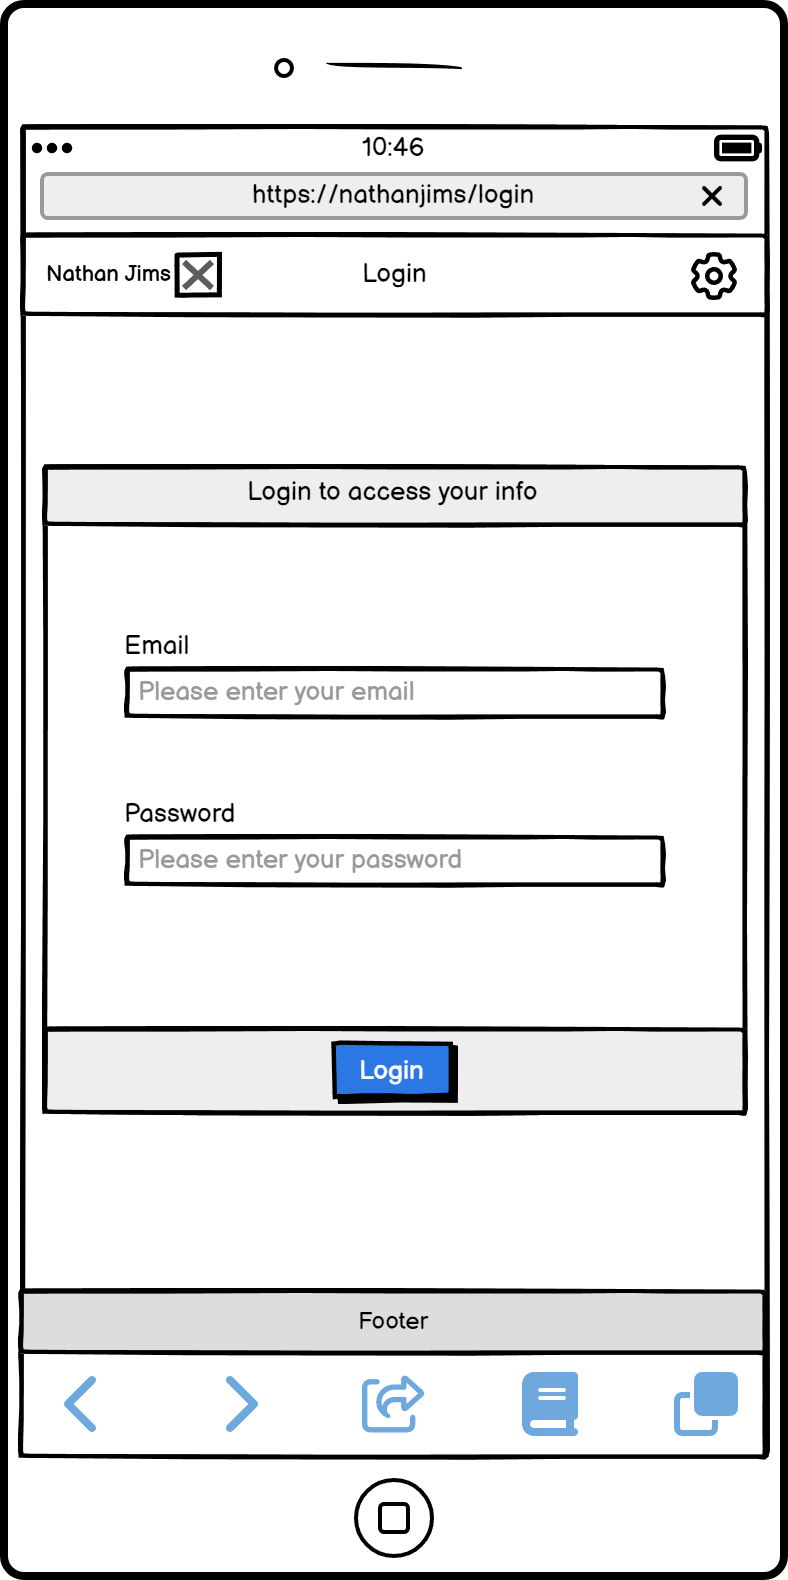 10:46
https://nathanjims/login
Nathan Jims
Login
Login to access your info
Email
Please enter your email
Password
Please enter your password
Login
Footer